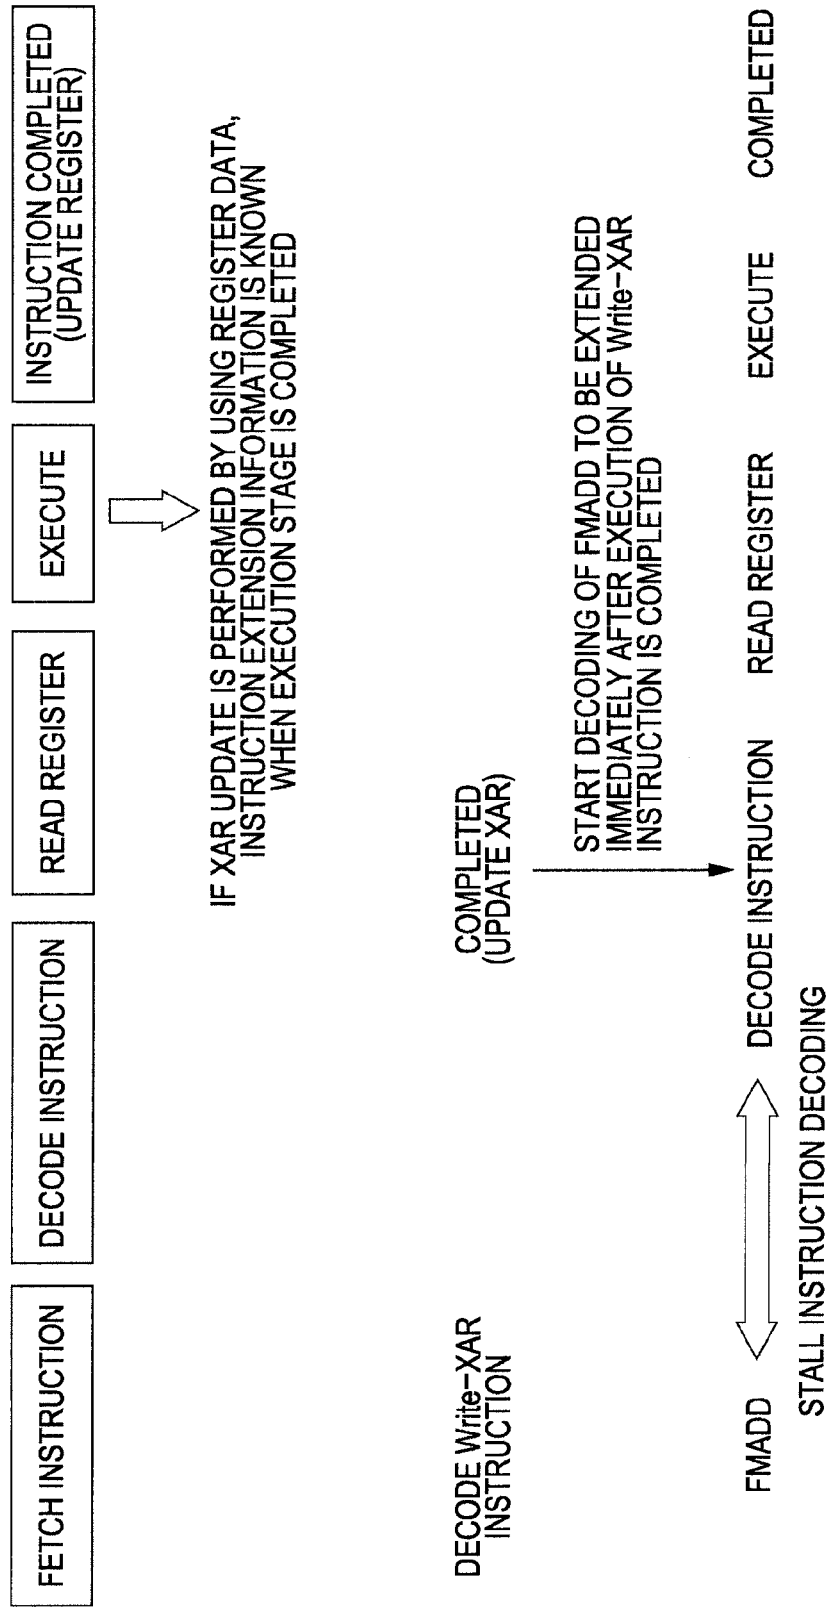 FETCH INSTRUCTION
DECODE INSTRUCTION
READ REGISTER
EXECUTE
INSTRUCTION COMPLETED
(UPDATE REGISTER)
IF XAR UPDATE IS PERFORMED BY USING REGISTER DATA,
INSTRUCTION EXTENSION INFORMATION IS KNOWN
WHEN EXECUTION STAGE IS COMPLETED
DECODE Write-XAR
INSTRUCTION
COMPLETED
(UPDATE XAR)
START DECODING OF FMADD TO BE EXTENDED
IMMEDIATELY AFTER EXECUTION OF Write-XAR
INSTRUCTION IS COMPLETED
FMADD
DECODE INSTRUCTION
READ REGISTER
EXECUTE
COMPLETED
STALL INSTRUCTION DECODING